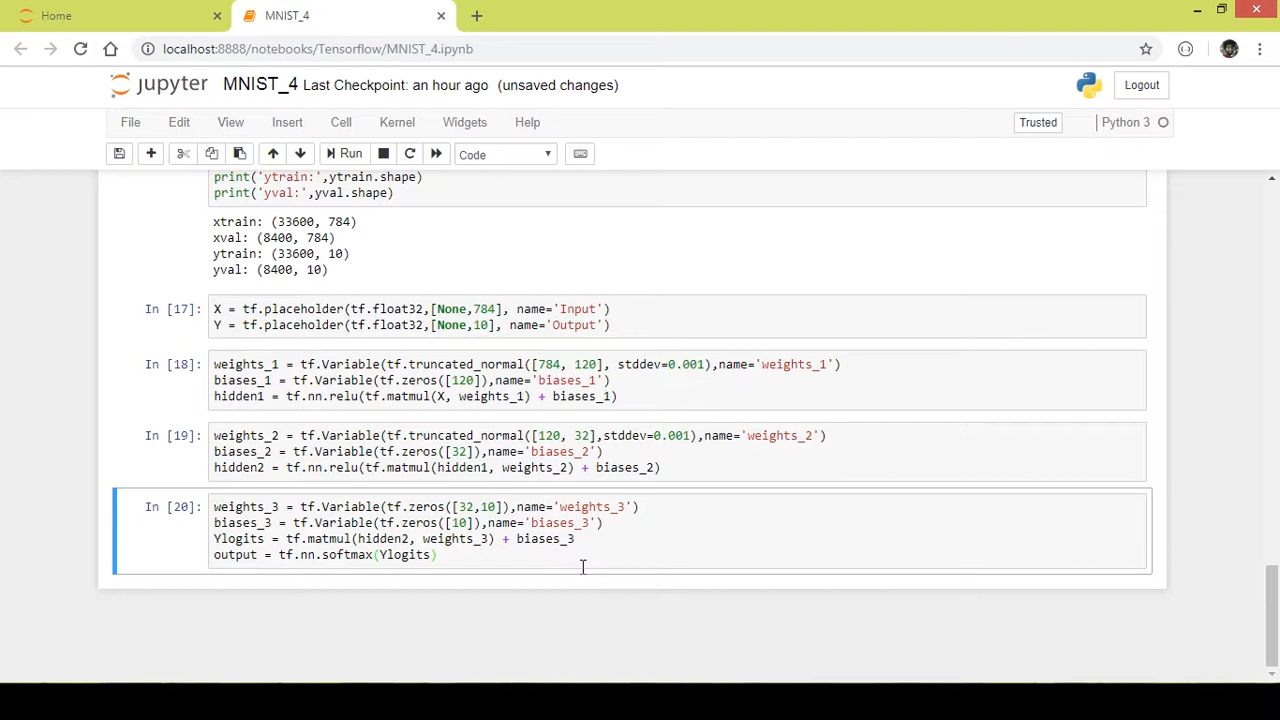 Home
MNIST_4
localhost:8888/notebooks/Tensorflow/MNIST_4.ipynb
jupyter MNIST_4 Last Checkpoint: an hour ago (unsaved changes)
Logout
File Edit View Insert Cell Kernel Widgets Help
Trusted Python 3
Run Code
print('ytrain:',ytrain.shape)
print('yval:',yval.shape)
xtrain: (33600, 784)
xval: (8400, 784)
ytrain: (33600, 10)
yval: (8400, 10)
In [17]: X = tf.placeholder(tf.float32,[None,784], name='Input')
Y = tf.placeholder(tf.float32,[None,10], name='Output')
In [18]: weights_1 = tf.Variable(tf.truncated_normal([784, 120], stddev=0.001),name='weights_1')
biases_1 = tf.Variable(tf.zeros([120]),name='biases_1')
hidden1 = tf.nn.relu(tf.matmul(X, weights_1) + biases_1)
In [19]: weights_2 = tf.Variable(tf.truncated_normal([120, 32],stddev=0.001),name='weights_2')
biases_2 = tf.Variable(tf.zeros([32]),name='biases_2')
hidden2 = tf.nn.relu(tf.matmul(hidden1, weights_2) + biases_2)
In [20]: weights_3 = tf.Variable(tf.zeros([32,10]),name='weights_3')
biases_3 = tf.Variable(tf.zeros([10]),name='biases_3')
Ylogits = tf.matmul(hidden2, weights_3) + biases_3
output = tf.nn.softmax(Ylogits)